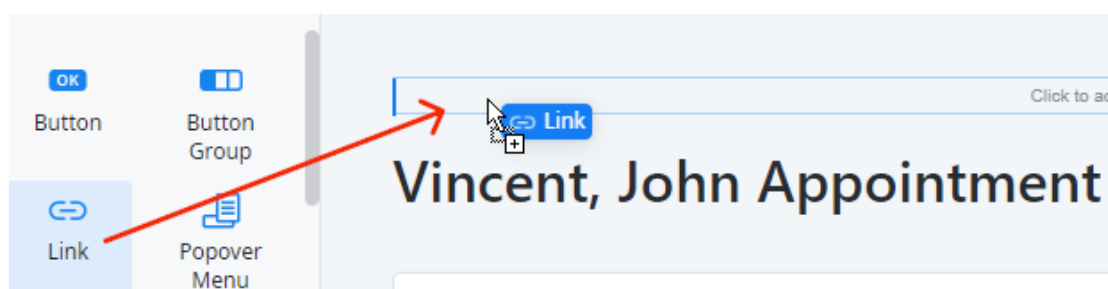 OK
Button
Button
Group
Link
Popover
Menu
Click to
Link
Vincent, John Appointment